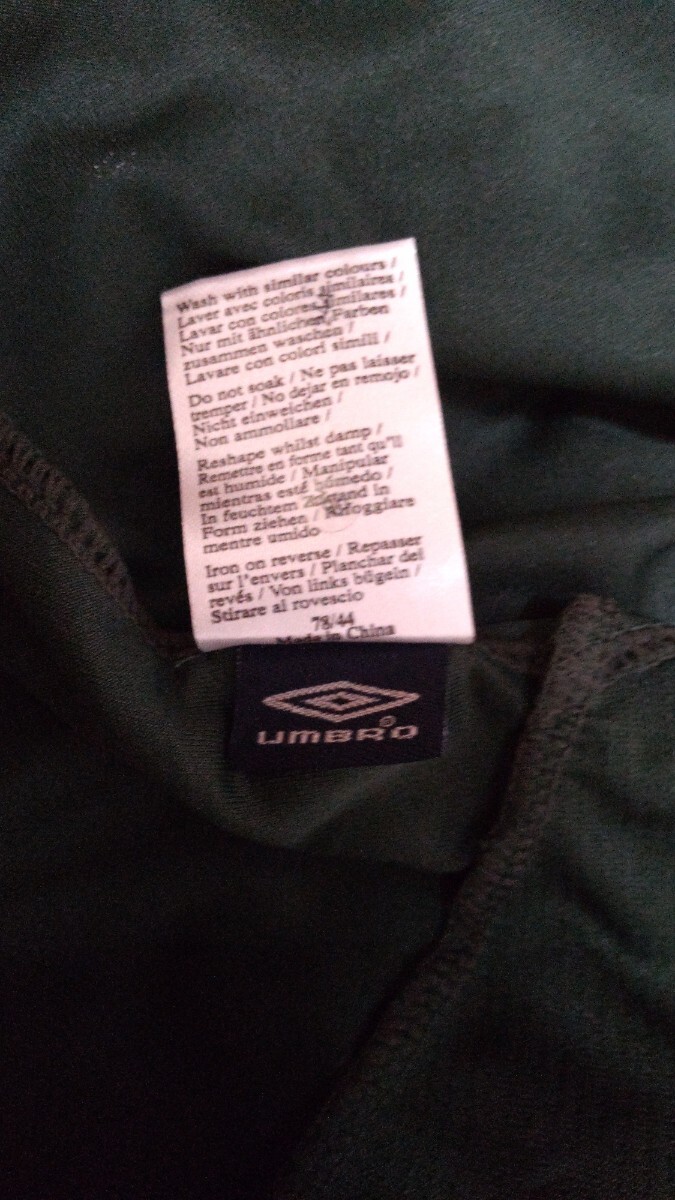 Wash with similar colours /
Laver avec coloris similaires /
Lavar con colores similares /
Nur mit ähnlichen Farben
zusammen waschen /
Lavare con colori simili /
Do not soak / Ne pas laisser
tremper / No dejar en remojo /
Nicht einweichen /
Non ammollare /
Reshape whilst damp /
Remettre en forme tant qu'il
est humide / Manipular
mientras esté húmedo /
In feuchtem Zustand in
Form ziehen / Rifoggiare
mentre umido
Iron on reverse / Repasser
sur l'envers / Planchar del
revés / Von links bügeln /
Stirare al rovescio
78/44
Made in China
UMBRO®